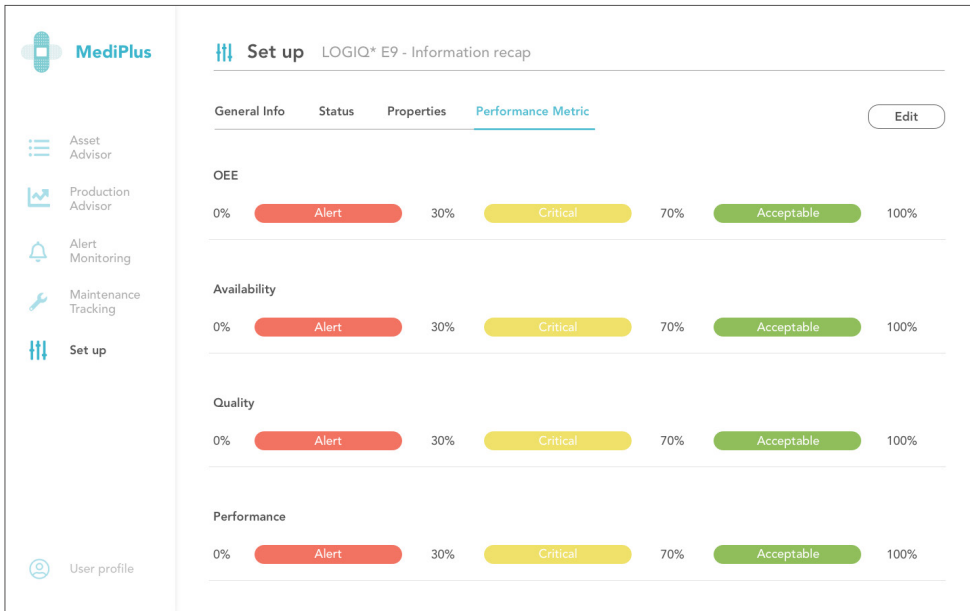 MediPlus
Set up LOGIQ* E9 - Information recap
General Info Status Properties Performance Metric
Edit
Asset
Advisor
Production
Advisor
Alert
Monitoring
Maintenance
Tracking
Set up
User profile
OEE
0% Alert 30% Critical 70% Acceptable 100%
Availability
0% Alert 30% Critical 70% Acceptable 100%
Quality
0% Alert 30% Critical 70% Acceptable 100%
Performance
0% Alert 30% Critical 70% Acceptable 100%